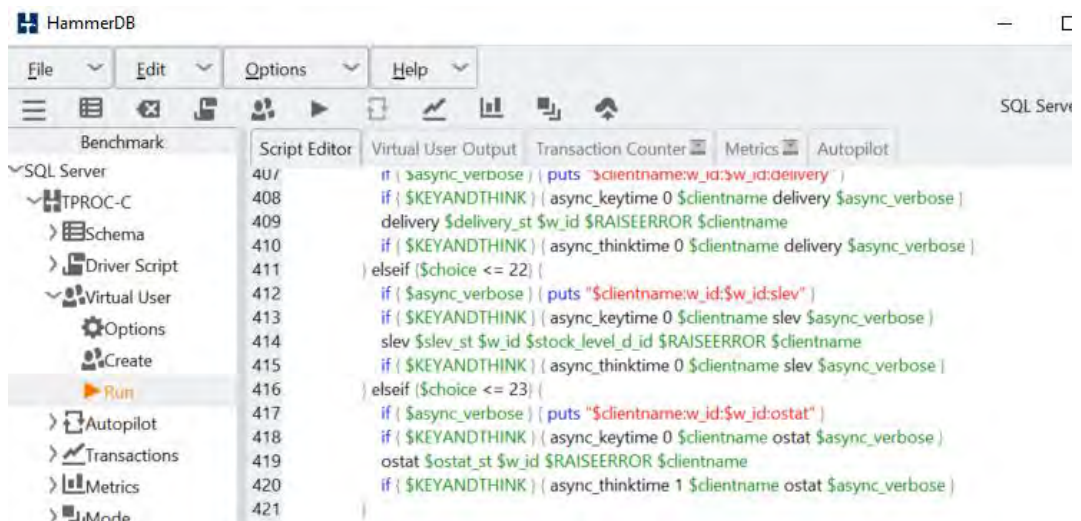 HammerDB
File Edit Options Help
SQL Serve
Benchmark
Script Editor Virtual User Output Transaction Counter Metrics Autopilot
SQL Server
TPROC-C
Schema
Driver Script
Virtual User
Options
Create
Run
Autopilot
Transactions
Metrics
Mode
407 if { $async_verbose } { puts "$clientname:w_id:$w_id:delivery" }
408 if { $KEYANDTHINK } { async_keytime 0 $clientname delivery $async_verbose }
409 delivery $delivery_st $w_id $RAISEERROR $clientname
410 if { $KEYANDTHINK } { async_thinktime 0 $clientname delivery $async_verbose }
411 } elseif {$choice <= 22} {
412 if { $async_verbose } { puts "$clientname:w_id:$w_id:slev" }
413 if { $KEYANDTHINK } { async_keytime 0 $clientname slev $async_verbose }
414 slev $slev_st $w_id $stock_level_d_id $RAISEERROR $clientname
415 if { $KEYANDTHINK } { async_thinktime 0 $clientname slev $async_verbose }
416 } elseif {$choice <= 23} {
417 if { $async_verbose } { puts "$clientname:w_id:$w_id:ostat" }
418 if { $KEYANDTHINK } { async_keytime 0 $clientname ostat $async_verbose }
419 ostat $ostat_st $w_id $RAISEERROR $clientname
420 if { $KEYANDTHINK } { async_thinktime 1 $clientname ostat $async_verbose }
421 }